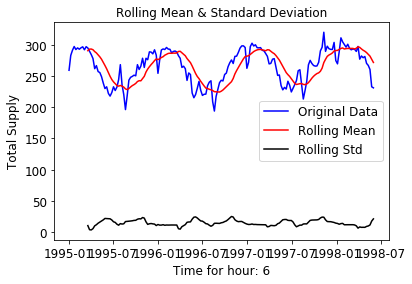 Rolling Mean & Standard Deviation
Total Supply
300
250
200
150
100
50
0
Original Data
Rolling Mean
Rolling Std
1995-01 1995-07 1996-01 1996-07 1997-01 1997-07 1998-01 1998-07
Time for hour: 6